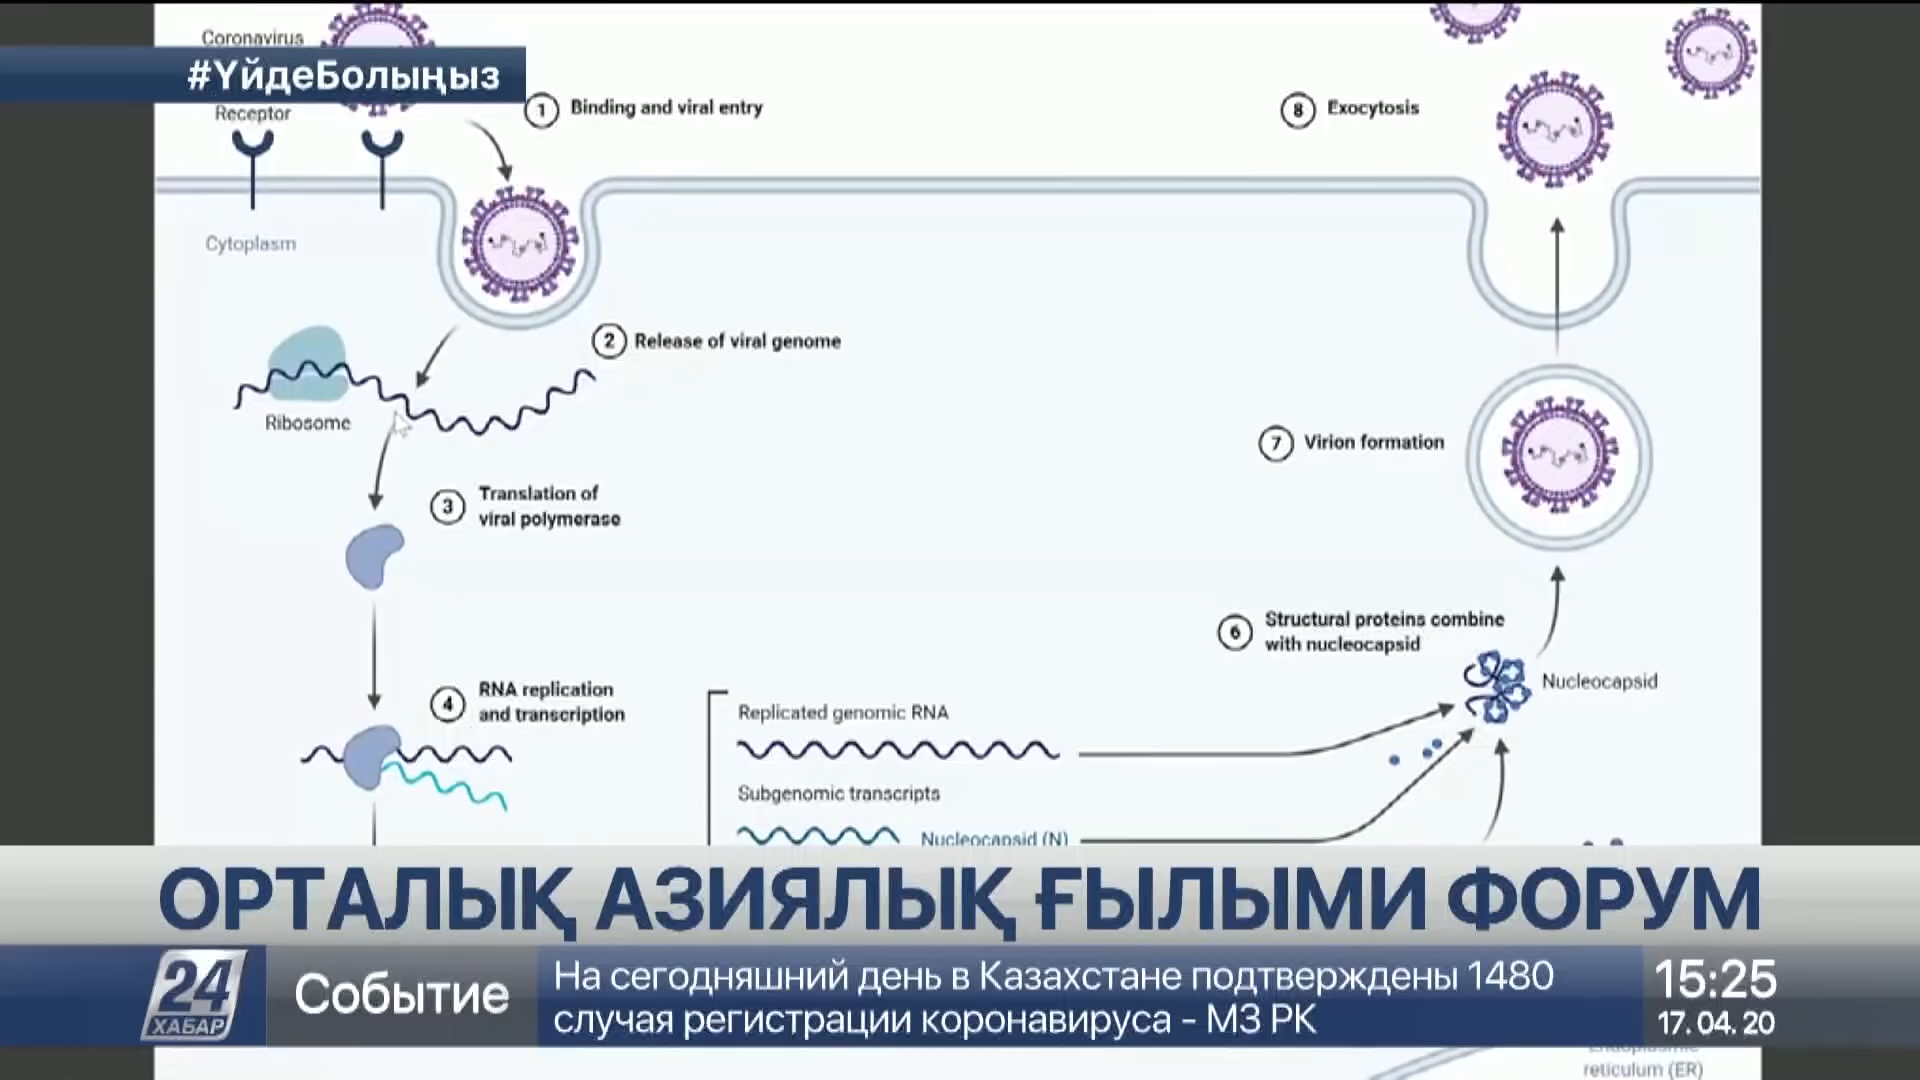 Coronavirus
#ҮйдеБолыңыз
Receptor
1 Binding and viral entry
8 Exocytosis
Cytoplasm
2 Release of viral genome
Ribosome
7 Virion formation
3 Translation of
viral polymerase
6 Structural proteins combine
with nucleocapsid
Nucleocapsid
4 RNA replication
and transcription
Replicated genomic RNA
Subgenomic transcripts
Nucleocapsid (N)
ОРТАЛЫҚ АЗИЯЛЫҚ ҒЫЛЫМИ ФОРУМ
24
ХАБАР
Событие
На сегодняшний день в Казахстане подтверждены 1480
случая регистрации коронавируса - МЗ РК
15:25
17. 04. 20
reticulum (ER)